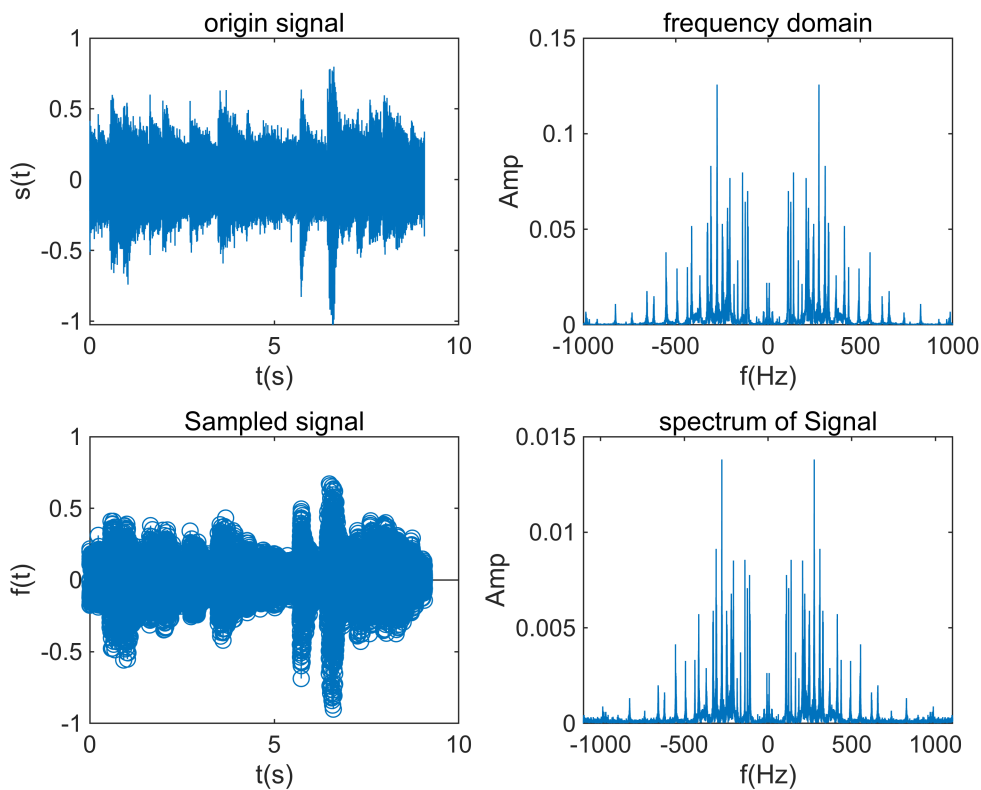 origin signal
1
0.5
0
-0.5
-1
0
5
10
s(t)
t(s)
frequency domain
0.15
0.1
0.05
0
-1000
-500
0
500
1000
Amp
f(Hz)
Sampled signal
1
0.5
0
-0.5
-1
0
5
10
f(t)
t(s)
spectrum of Signal
0.015
0.01
0.005
0
-1000
-500
0
500
1000
Amp
f(Hz)